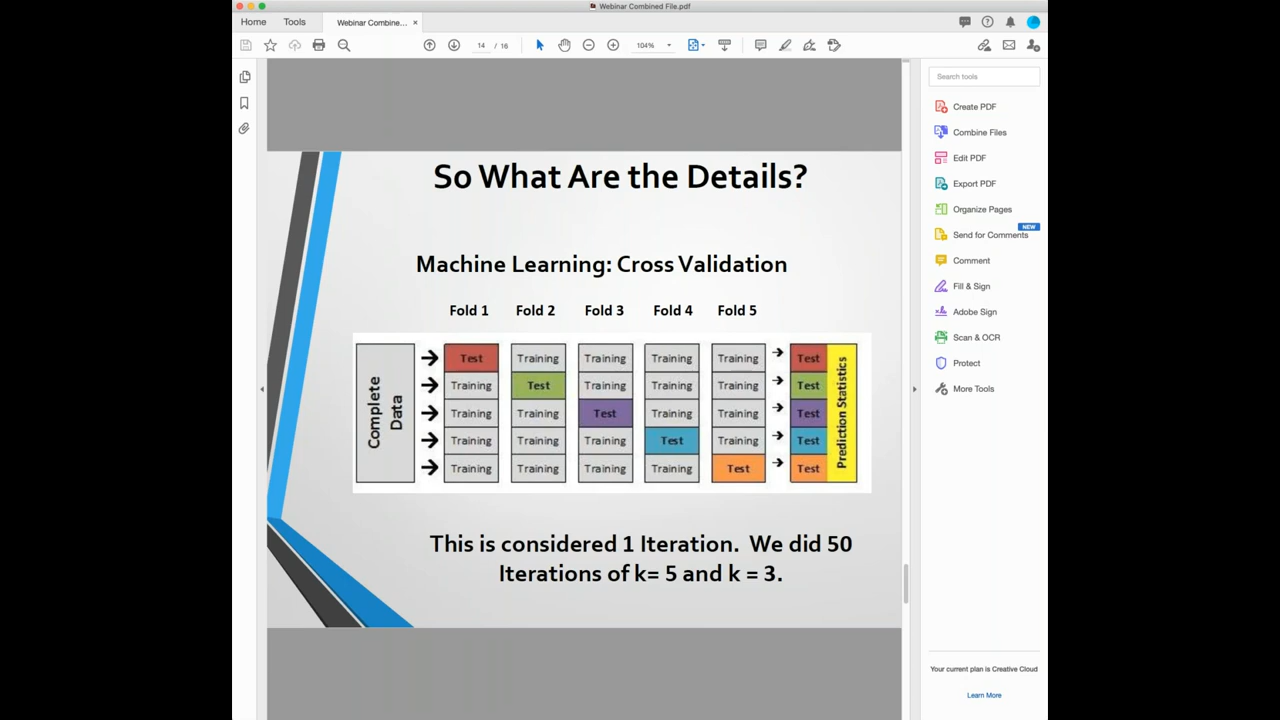 Webinar Combined File.pdf
Home Tools Webinar Combine... ×
14 / 16 104%
Search tools
Create PDF
Combine Files
Edit PDF
Export PDF
Organize Pages
NEW
Send for Comments
Comment
Fill & Sign
Adobe Sign
Scan & OCR
Protect
More Tools
Your current plan is Creative Cloud
Learn More
So What Are the Details?
Machine Learning: Cross Validation
Fold 1 Fold 2 Fold 3 Fold 4 Fold 5
Complete
Data
Test Training Training Training Training Test
Training Test Training Training Training Test
Training Training Test Training Training Test
Training Training Training Test Training Test
Training Training Training Training Test Test
Prediction Statistics
This is considered 1 Iteration. We did 50
Iterations of k= 5 and k = 3.